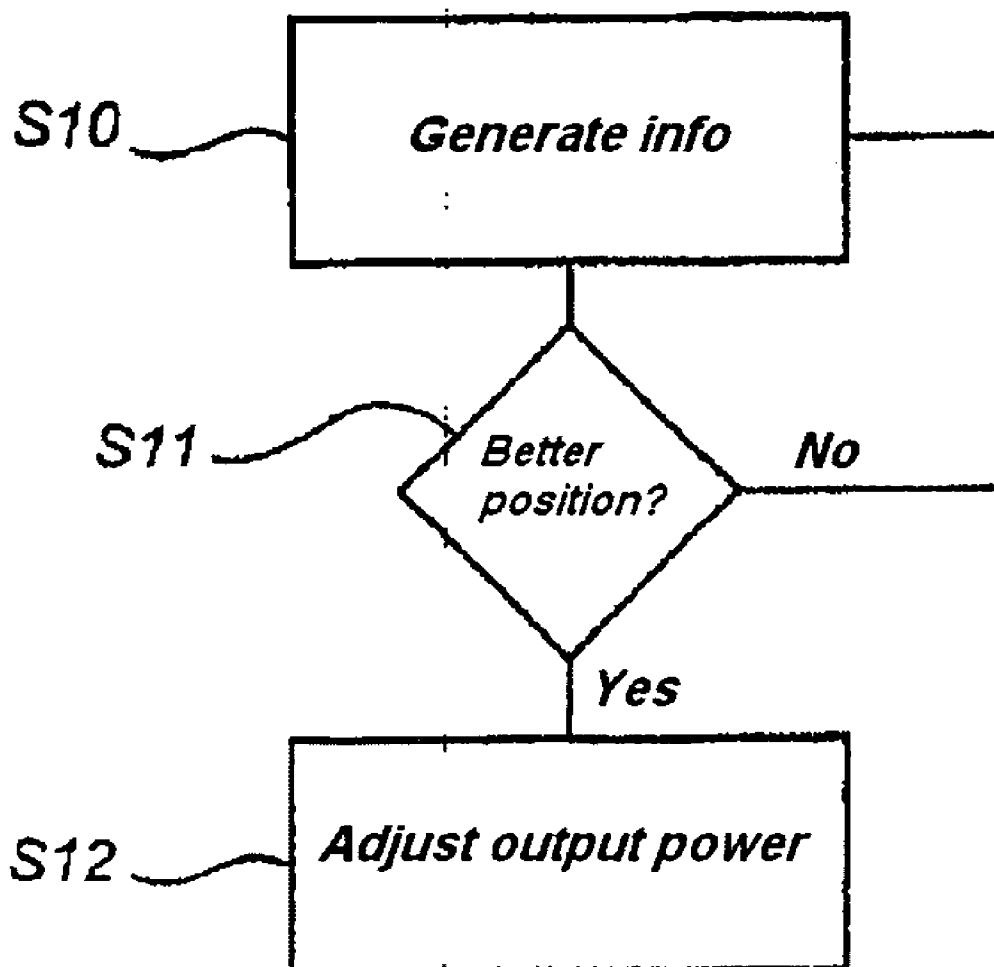 S10
Generate info
S11
Better
position?
No
Yes
S12
Adjust output power